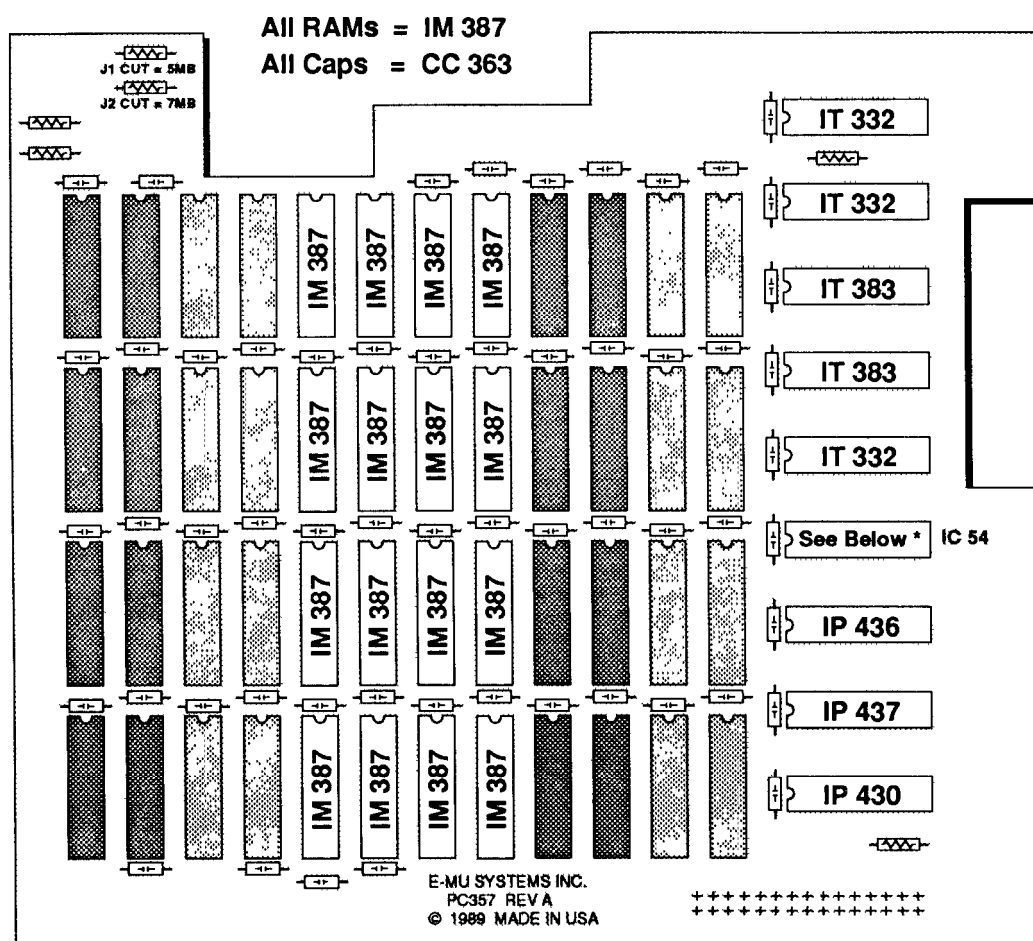 All RAMs = IM 387
All Caps = CC 363
J1 CUT = 5MB
J2 CUT = 7MB
IT 332
IT 332
IT 383
IT 383
IT 332
See Below * IC 54
IP 436
IP 437
IP 430
IM 387 IM 387 IM 387 IM 387
IM 387 IM 387 IM 387 IM 387
IM 387 IM 387 IM 387 IM 387
IM 387 IM 387 IM 387 IM 387
E-MU SYSTEMS INC.
PC357 REV A
© 1989 MADE IN USA